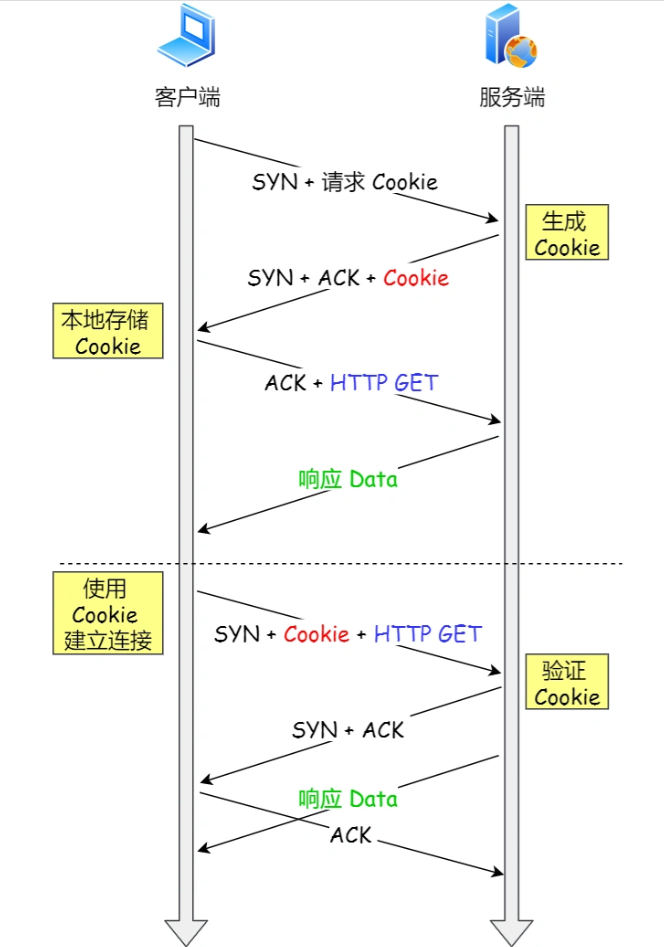 客户端
服务端
SYN + 请求 Cookie
生成
Cookie
SYN + ACK + Cookie
本地存储
Cookie
ACK + HTTP GET
响应 Data
使用
Cookie
建立连接
SYN + Cookie + HTTP GET
验证
Cookie
SYN + ACK
响应 Data
ACK